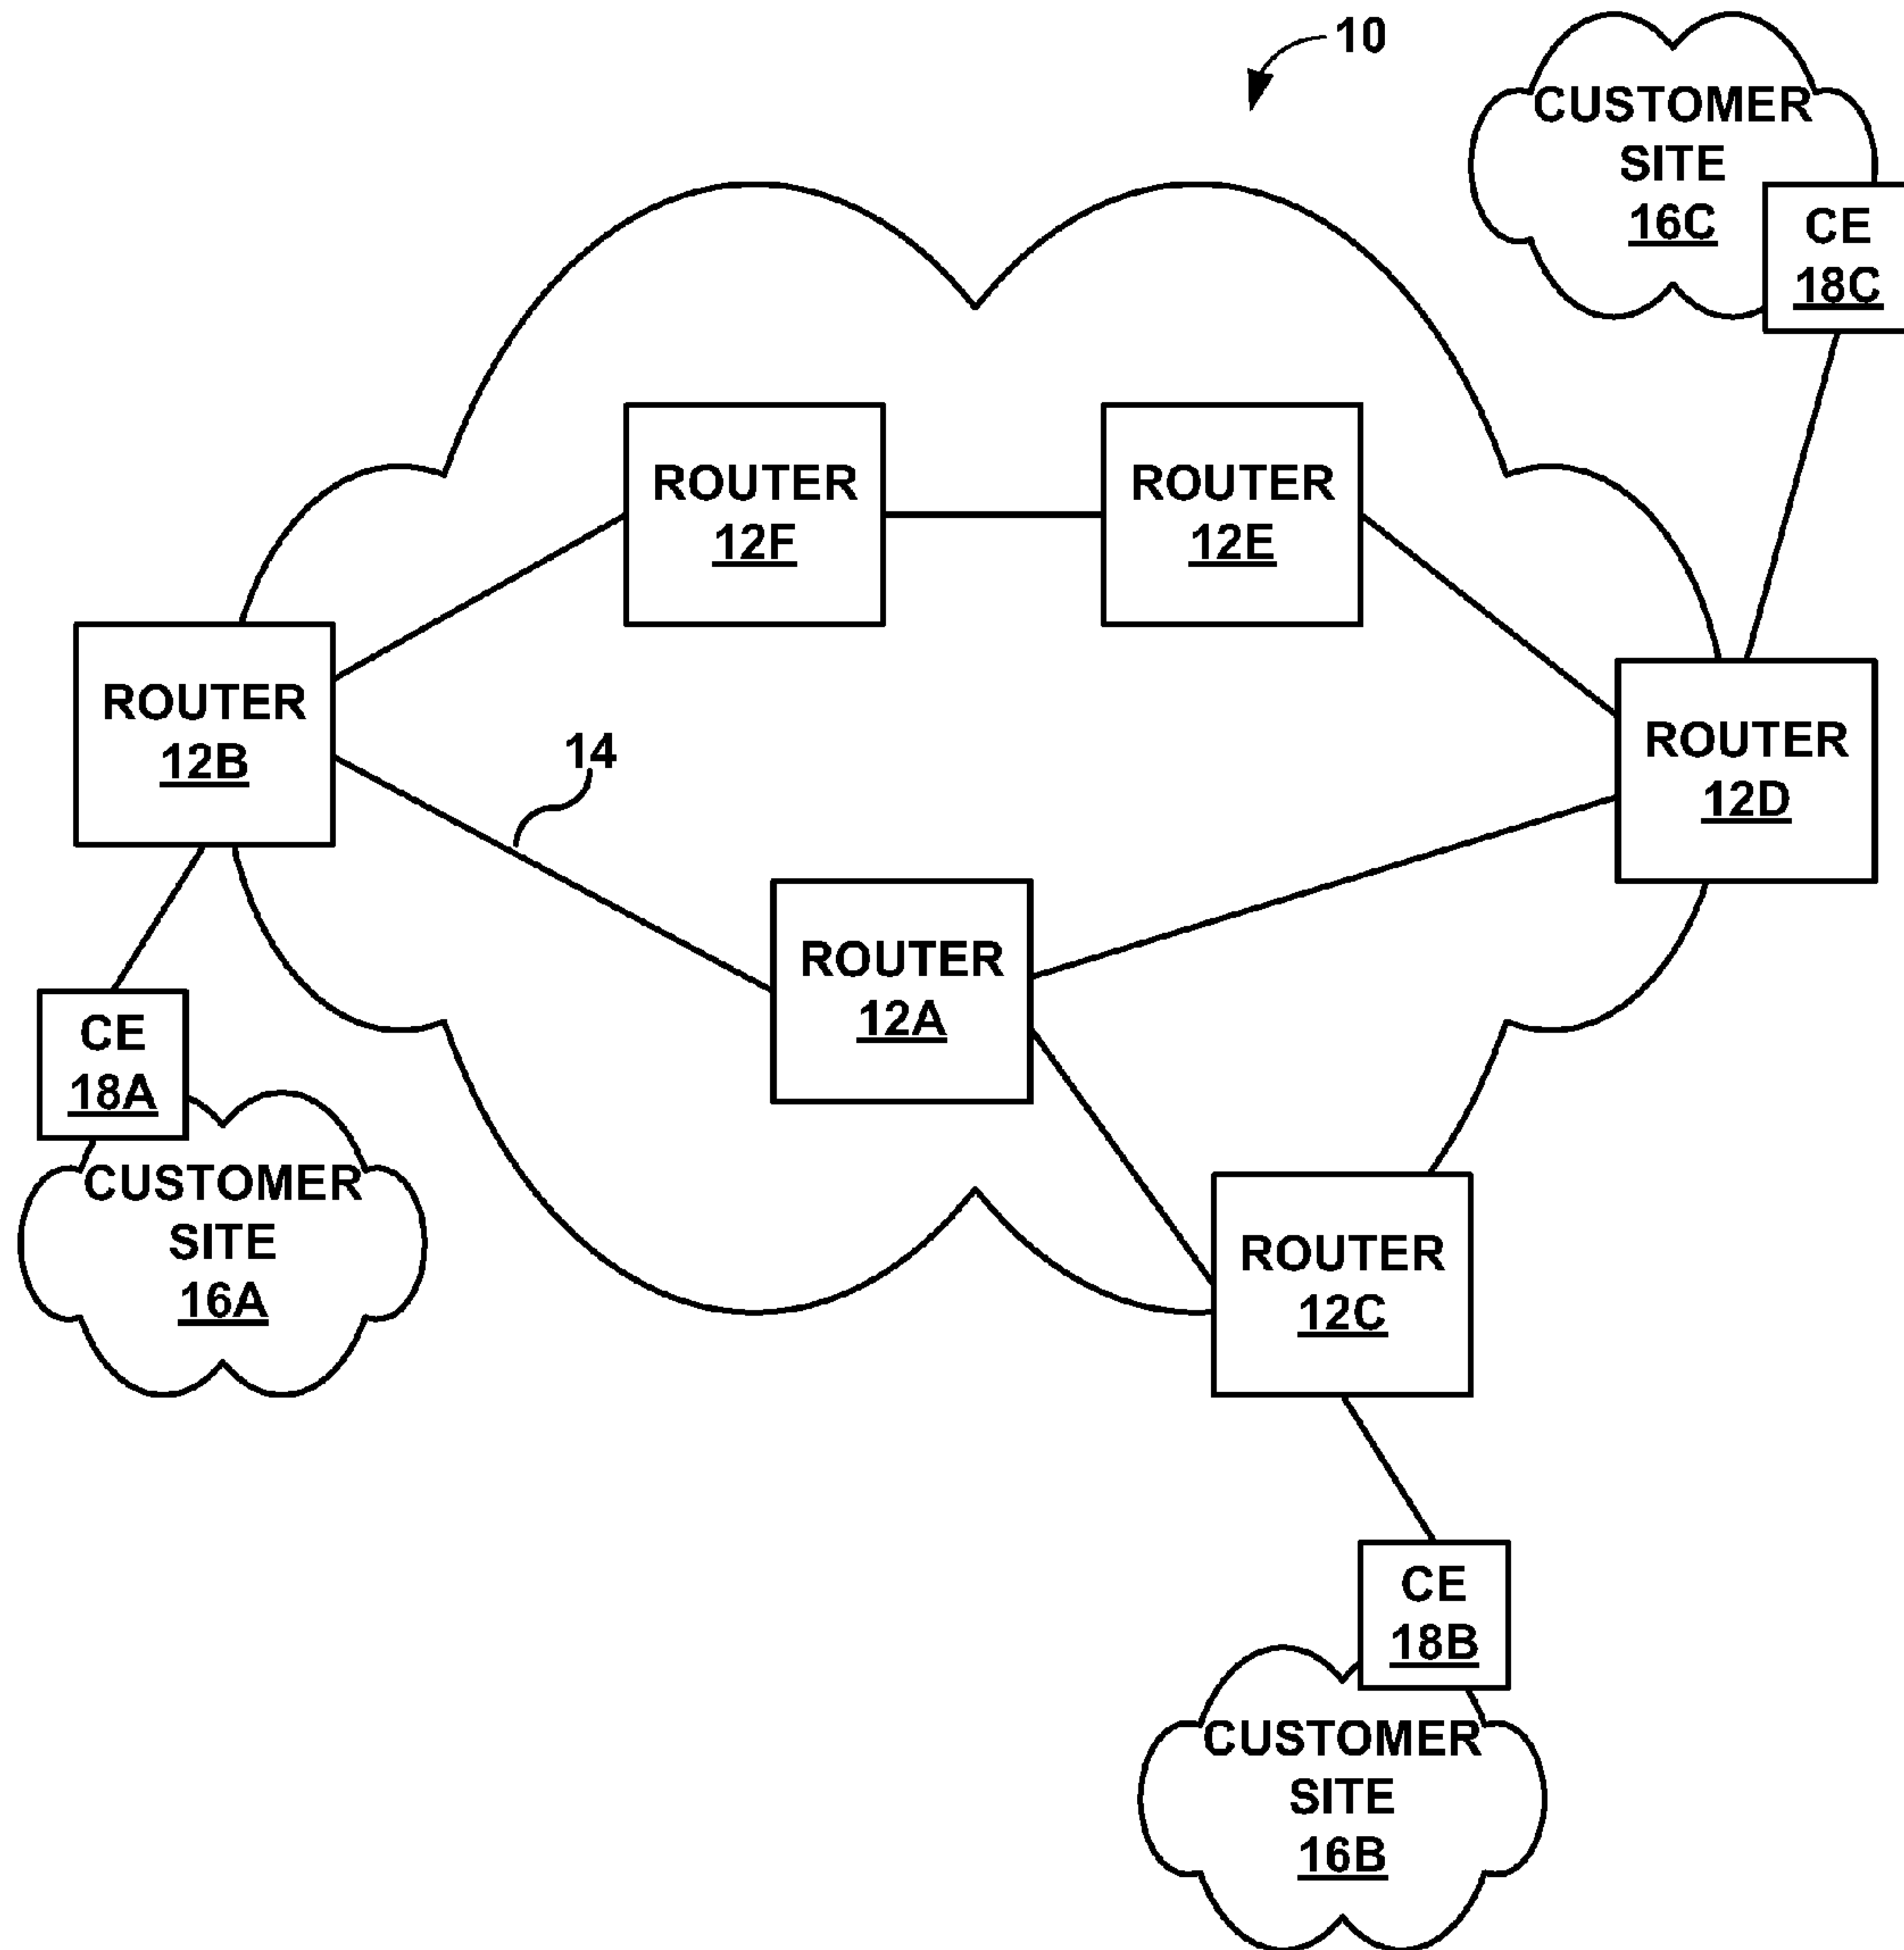 10
CUSTOMER
SITE
16C
CE
18C
ROUTER
12F
ROUTER
12E
ROUTER
12B
ROUTER
12D
14
ROUTER
12A
CE
18A
CUSTOMER
SITE
16A
ROUTER
12C
CE
18B
CUSTOMER
SITE
16B